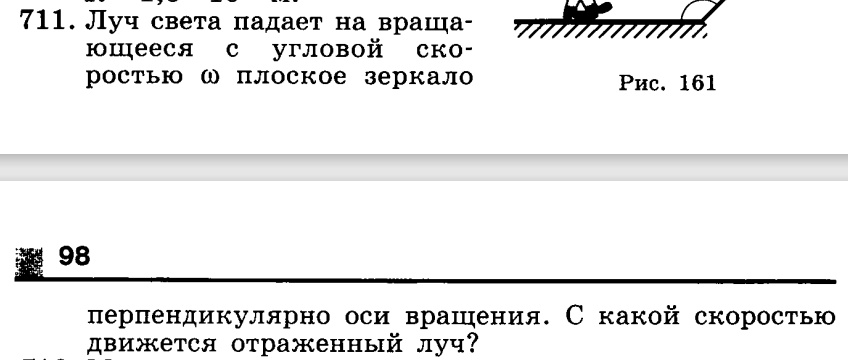 711. Луч света падает на враща-
ющееся с угловой ско-
ростью ω плоское зеркало
Рис. 161
98
перпендикулярно оси вращения. С какой скоростью
движется отраженный луч?